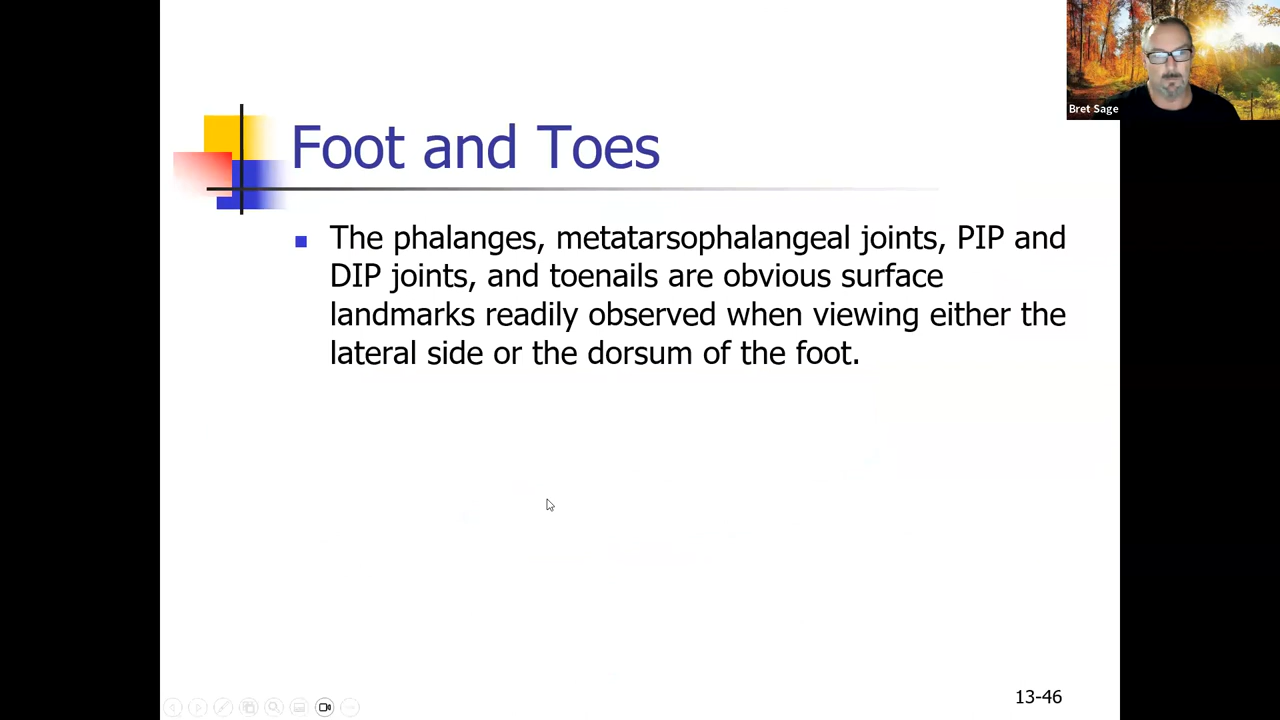 Bret Sage
Foot and Toes
The phalanges, metatarsophalangeal joints, PIP and
DIP joints, and toenails are obvious surface
landmarks readily observed when viewing either the
lateral side or the dorsum of the foot.
13-46